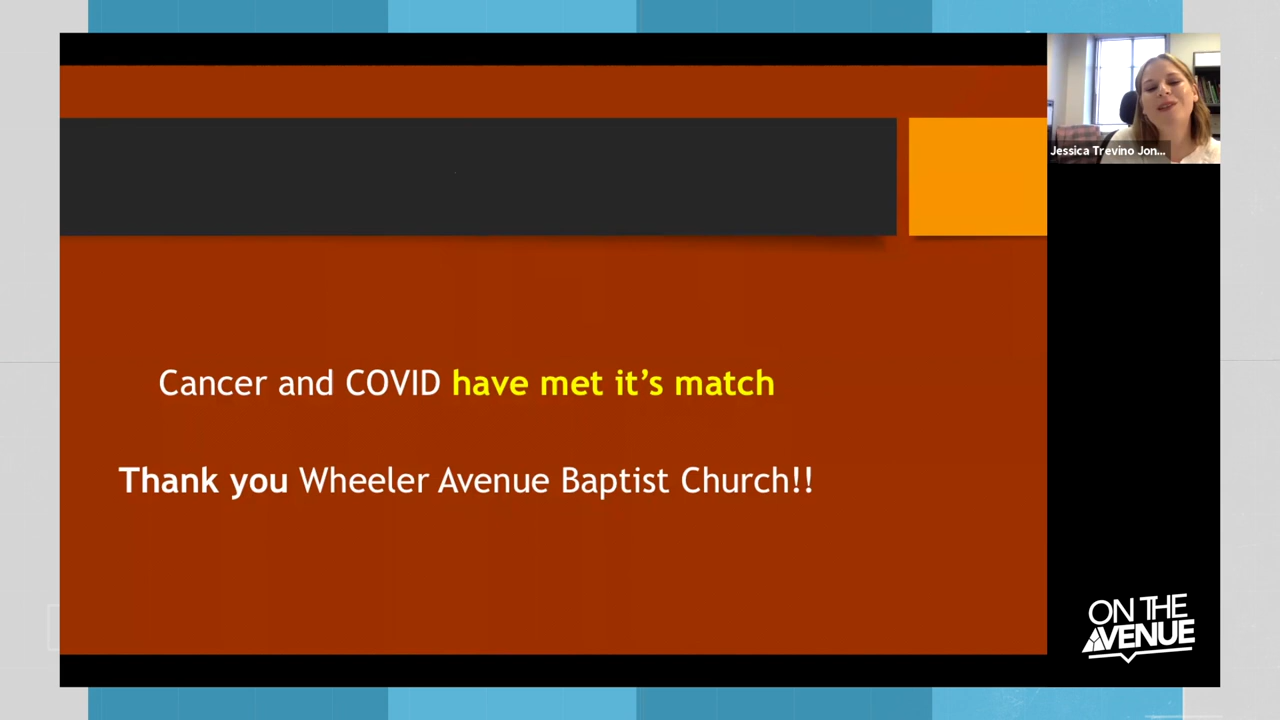 Jessica Trevino Jon...
Cancer and COVID have met it's match
Thank you Wheeler Avenue Baptist Church!!
ON THE
AVENUE